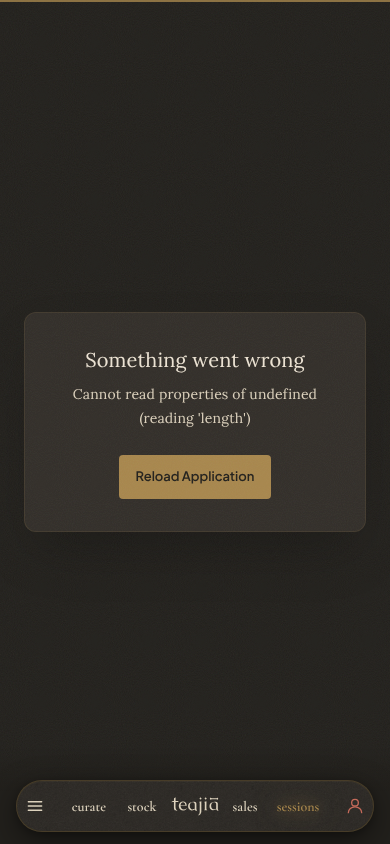 Something went wrong
Cannot read properties of undefined
(reading 'length')
Reload Application
curate stock teajiā sales sessions